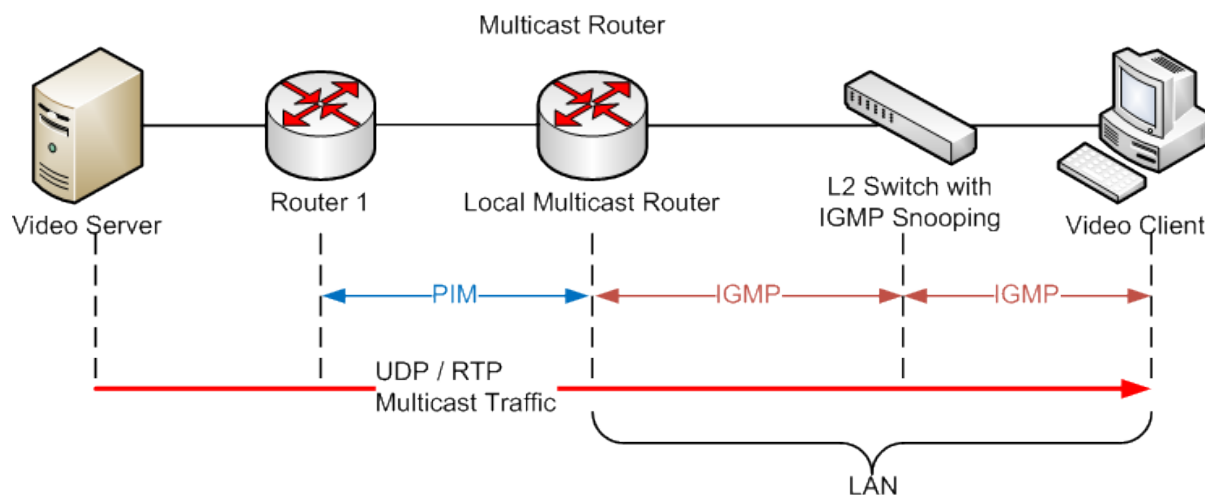 Multicast Router
Video Server
Router 1
Local Multicast Router
L2 Switch with
IGMP Snooping
Video Client
PIM
IGMP
IGMP
UDP / RTP
Multicast Traffic
LAN